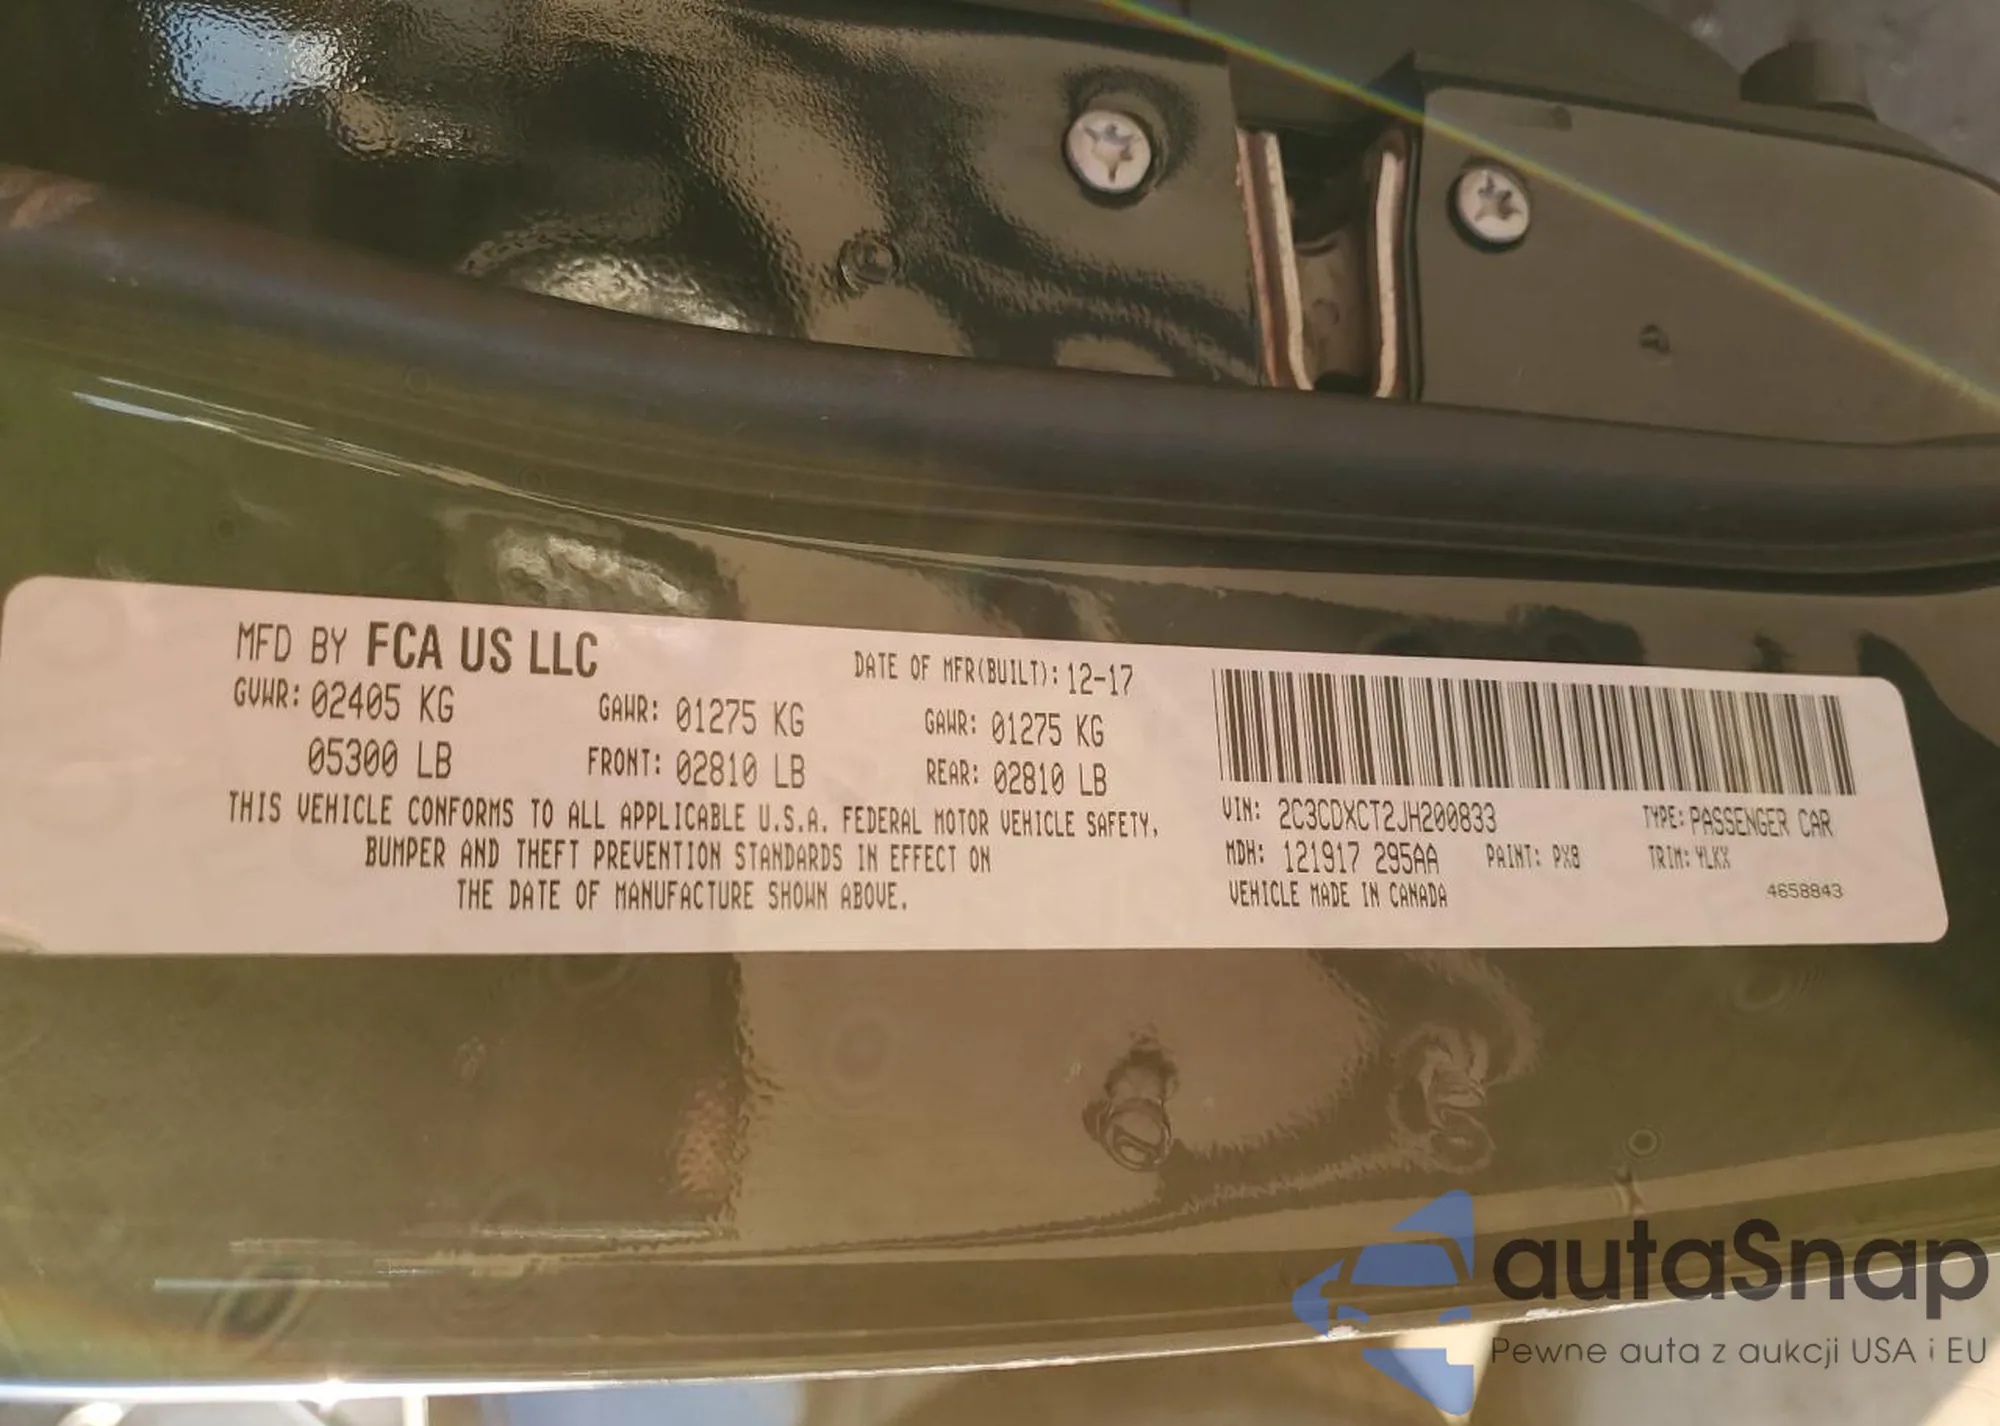 MFD BY FCA US LLC
DATE OF MFR(BUILT): 12-17
GVWR: 02405 KG GAWR: 01275 KG GAWR: 01275 KG
05300 LB FRONT: 02810 LB REAR: 02810 LB
THIS VEHICLE CONFORMS TO ALL APPLICABLE U.S.A. FEDERAL MOTOR VEHICLE SAFETY,
BUMPER AND THEFT PREVENTION STANDARDS IN EFFECT ON
THE DATE OF MANUFACTURE SHOWN ABOVE.
VIN: 2C3CDXCT2JH200833 TYPE: PASSENGER CAR
MDH: 121917 295AA PAINT: PX8 TRIM: YLKX
VEHICLE MADE IN CANADA 4658843
autaSnap
Pewne auta z aukcji USA i EU